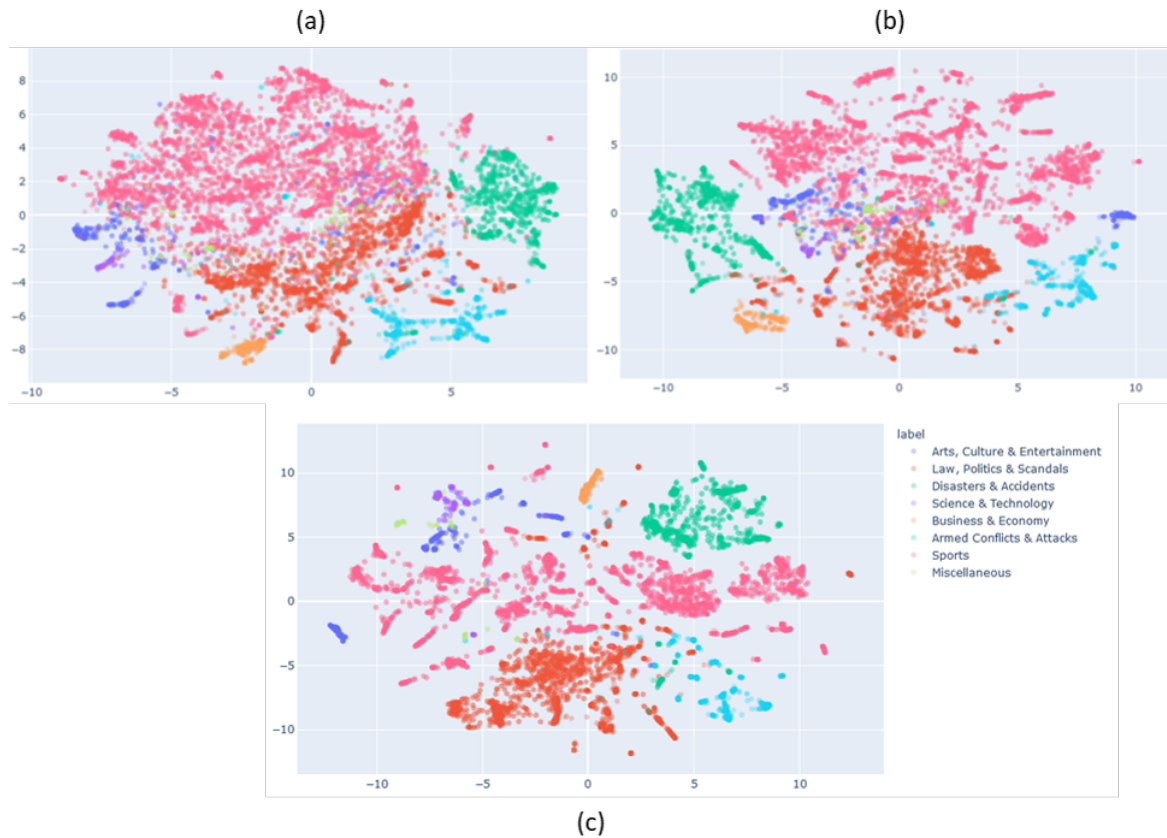 (a)
(b)
8
6
4
2
0
−2
−4
−6
−8
−10
−5
0
5
10
5
0
−5
−10
−10
−5
0
5
10
10
5
0
−5
−10
−10
−5
0
5
10
label
Arts, Culture & Entertainment
Law, Politics & Scandals
Disasters & Accidents
Science & Technology
Business & Economy
Armed Conflicts & Attacks
Sports
Miscellaneous
(c)